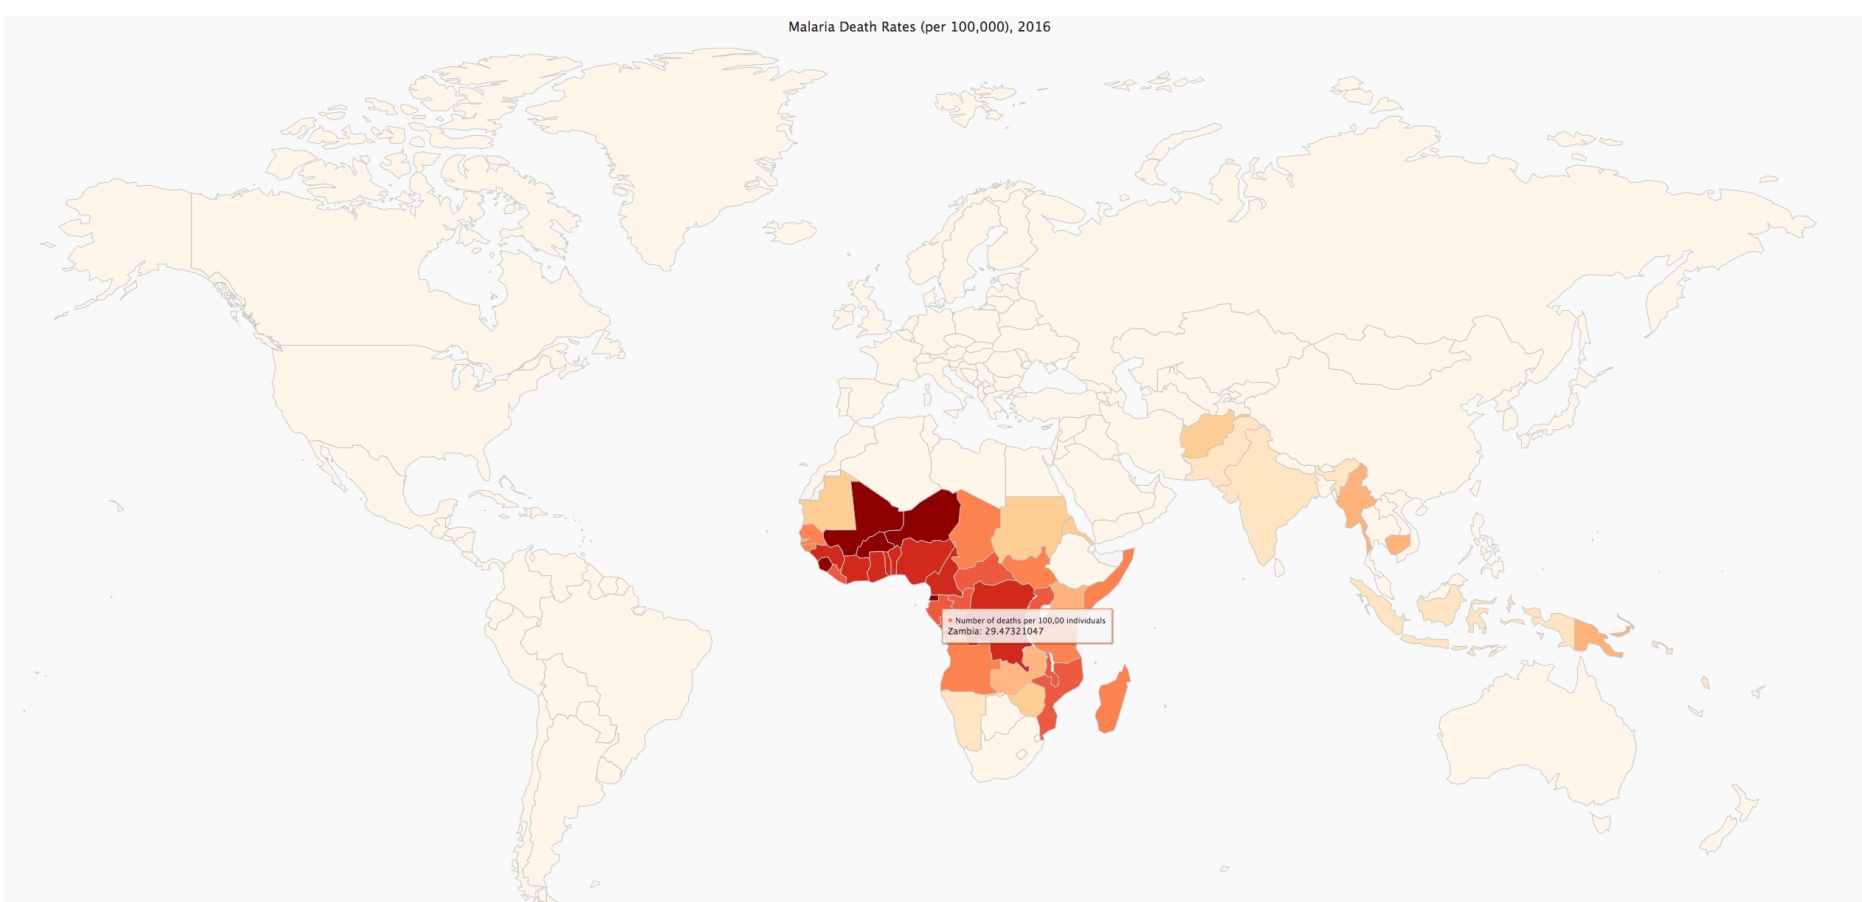 Malaria Death Rates (per 100,000), 2016
Number of deaths per 100,00 individuals
Zambia: 29.47321047